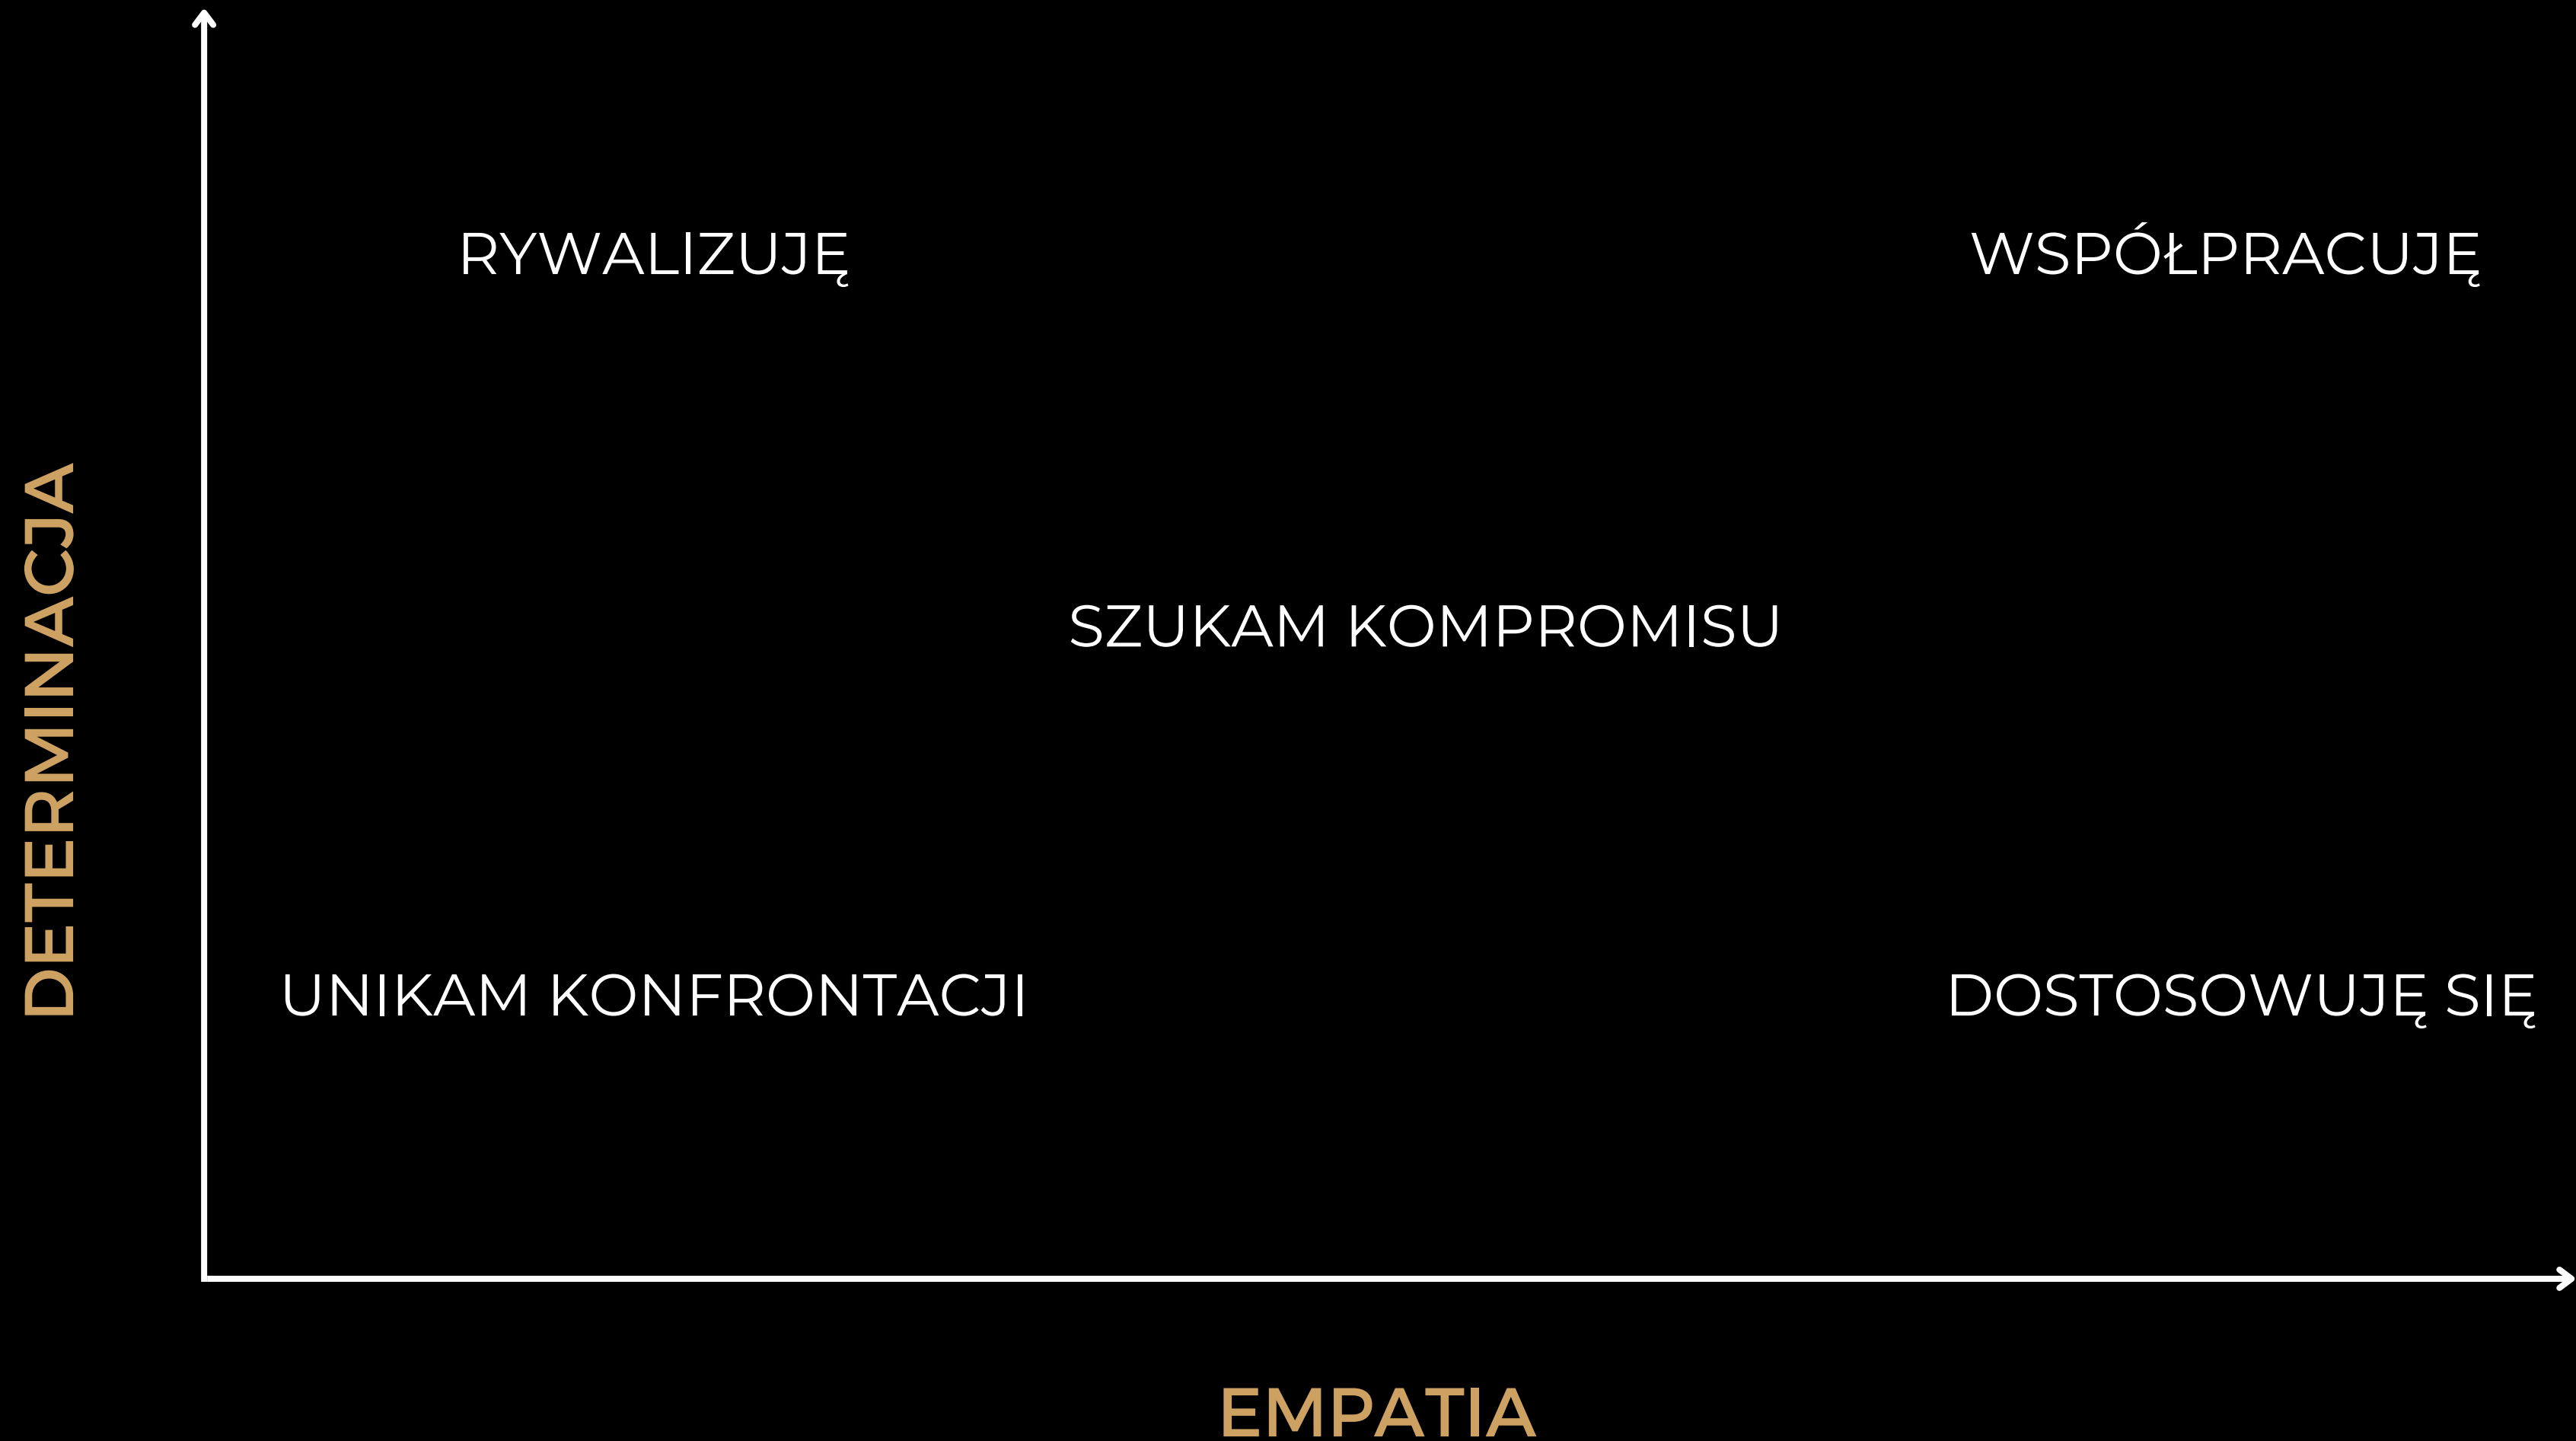 RYWALIZUJĘ
WSPÓŁPRACUJĘ
DETERMINACJA
SZUKAM KOMPROMISU
UNIKAM KONFRONTACJI
DOSTOSOWUJĘ SIĘ
EMPATIA